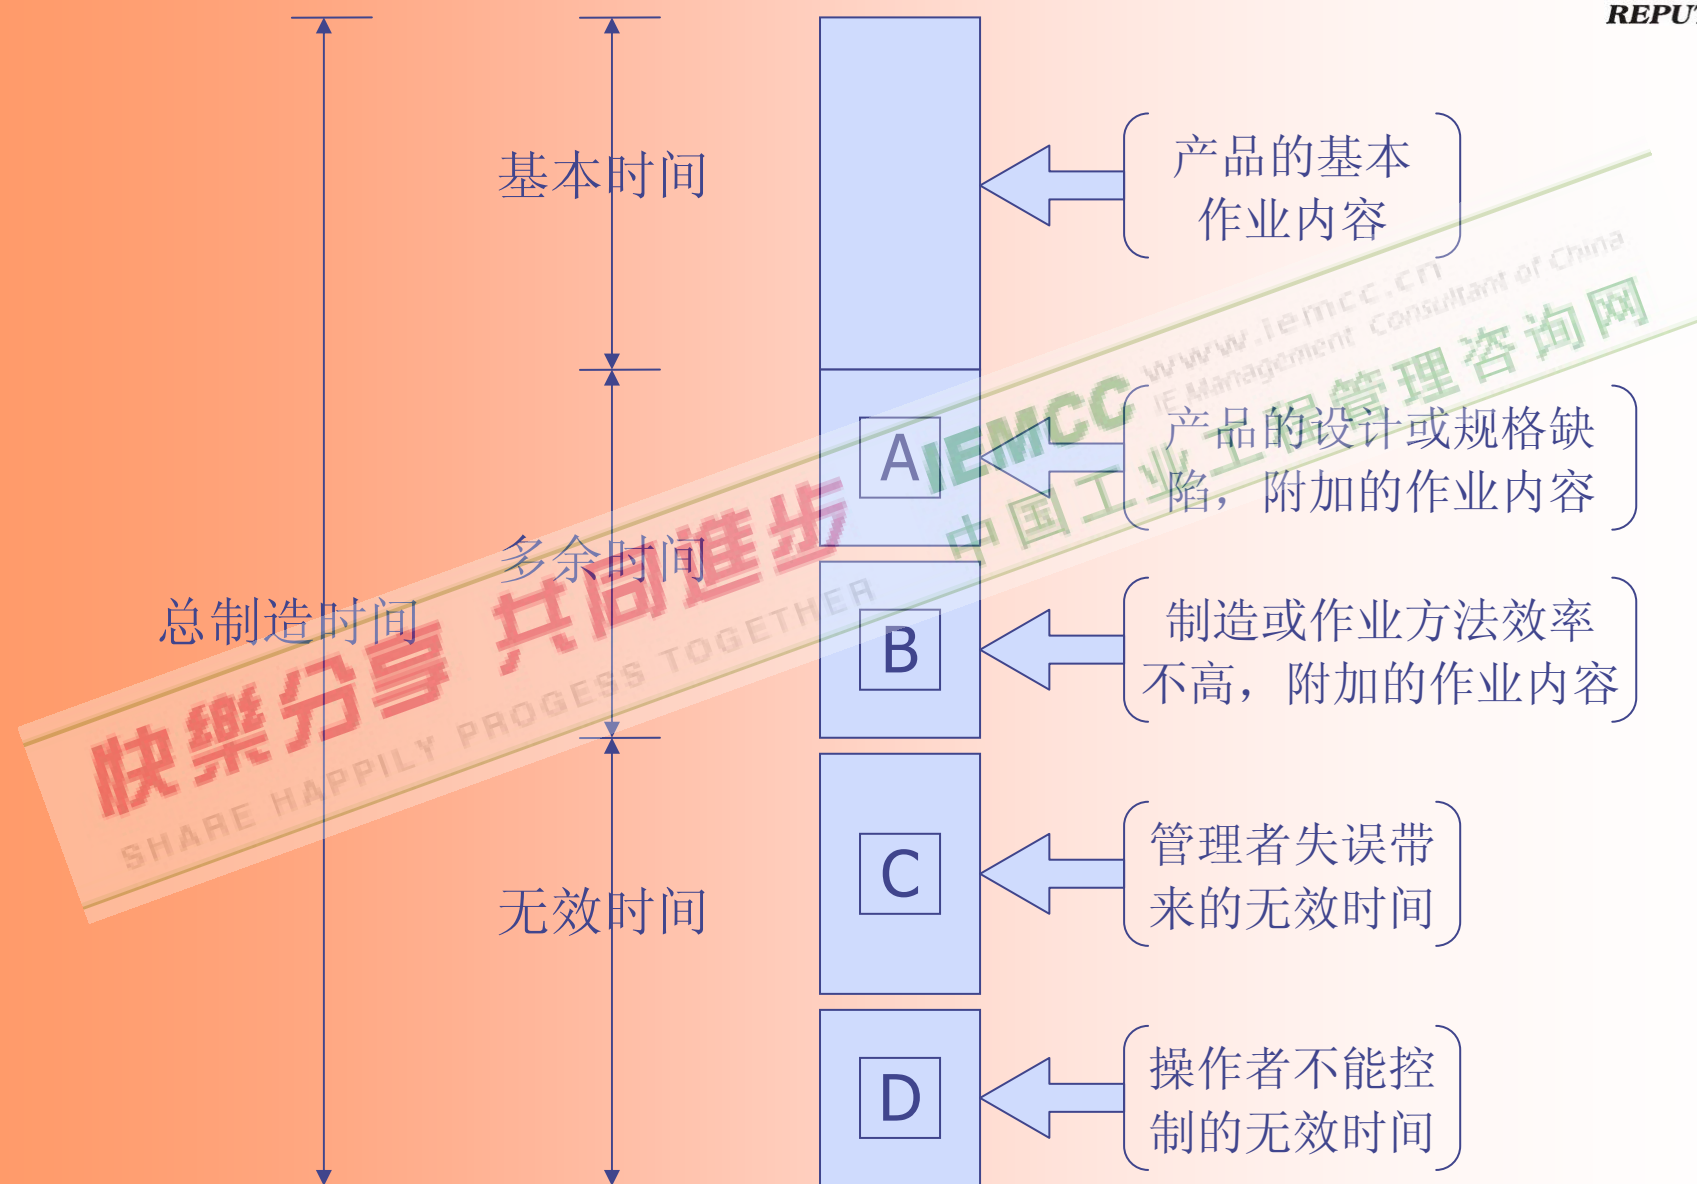 REPUT
基本时间
产品的基本
作业内容
www.iemcc.cn
IE Management Consultant of China
IEMCC
中国工业工程管理咨询网
A
产品的设计或规格缺
陷，附加的作业内容
多余时间
总制造时间
快樂分享 共同進步
SHARE HAPPILY PROGESS TOGETHER
B
制造或作业方法效率
不高，附加的作业内容
无效时间
C
管理者失误带
来的无效时间
D
操作者不能控
制的无效时间